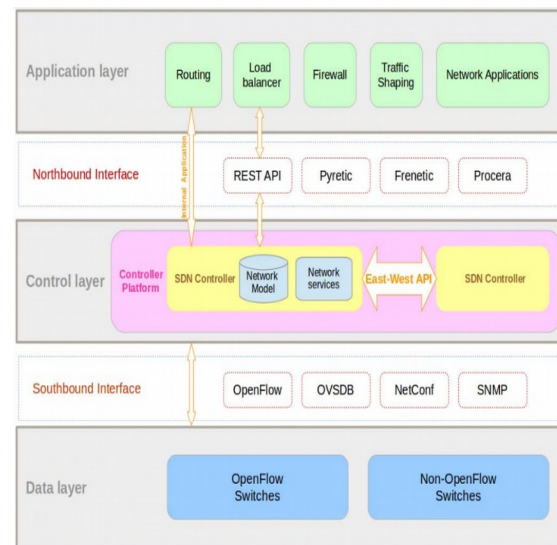 Application layer
Routing
Load
balancer
Firewall
Traffic
Shaping
Network Applications
Internal Application
Northbound Interface
REST API
Pyretic
Frenetic
Procera
Control layer
Controller
Platform
SDN Controller
Network
Model
Network
services
East-West API
SDN Controller
Southbound Interface
OpenFlow
OVSDB
NetConf
SNMP
Data layer
OpenFlow
Switches
Non-OpenFlow
Switches